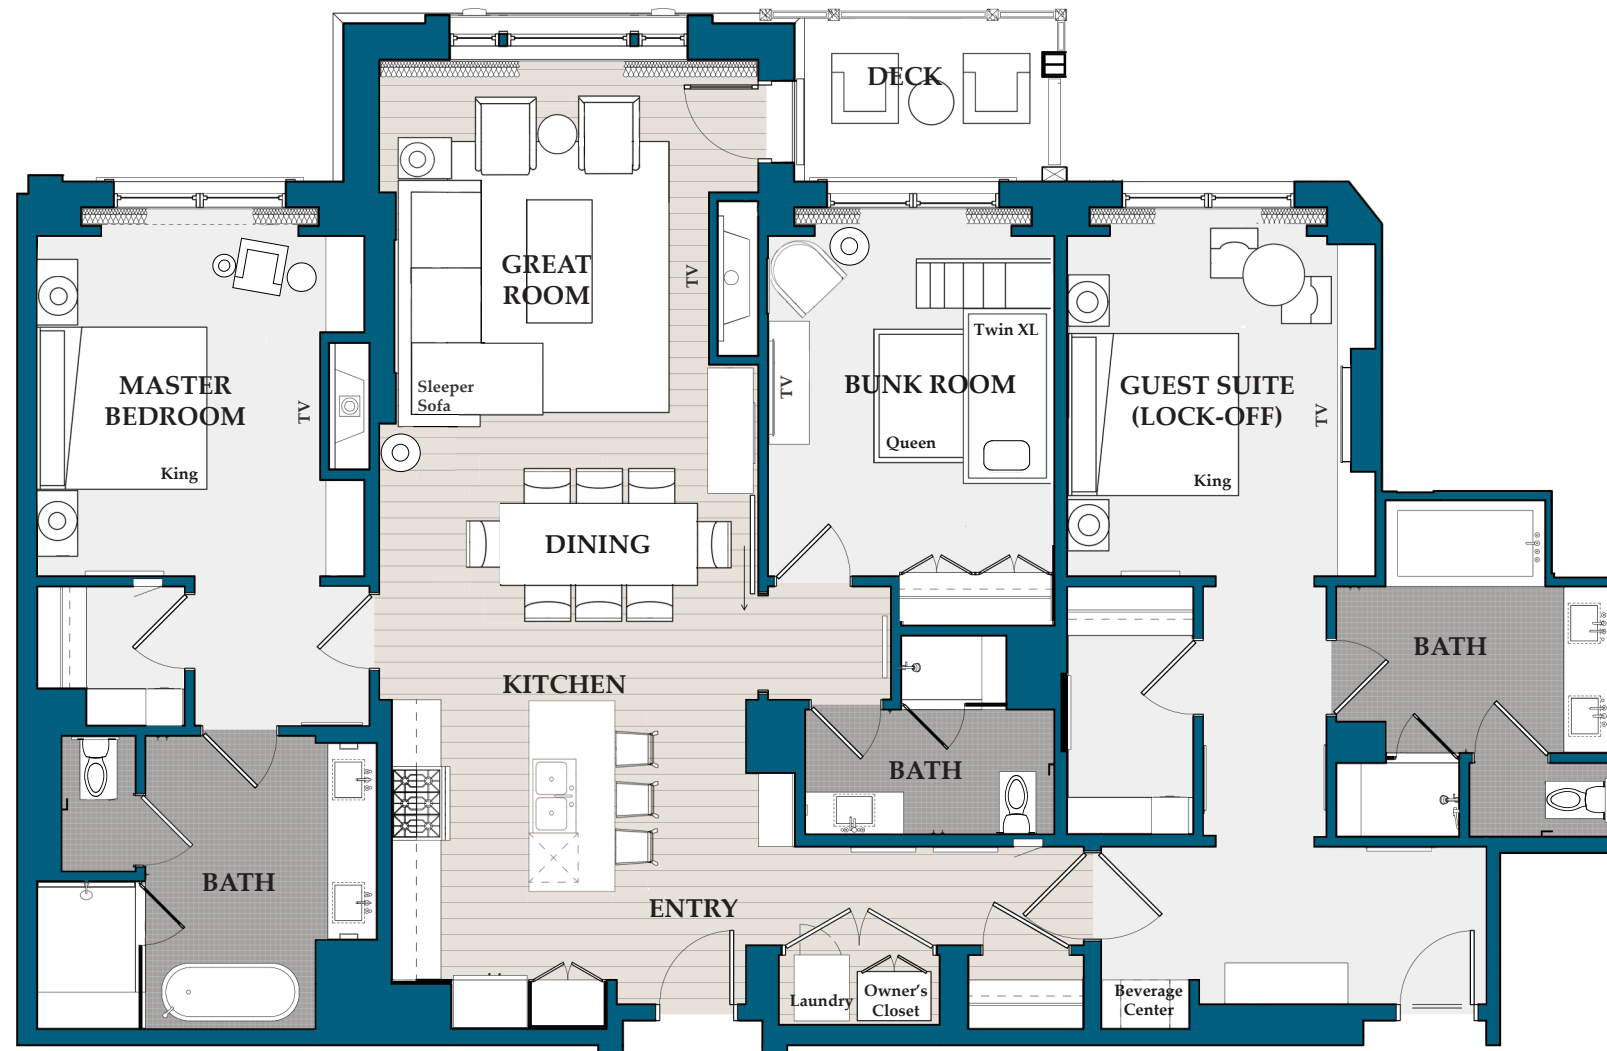 DECK
GREAT
ROOM
TV
Sleeper
Sofa
MASTER
BEDROOM
TV
King
BUNK ROOM
TV
Twin XL
Queen
GUEST SUITE
(LOCK-OFF)
TV
King
DINING
KITCHEN
BATH
BATH
BATH
ENTRY
Laundry
Owner's
Closet
Beverage
Center